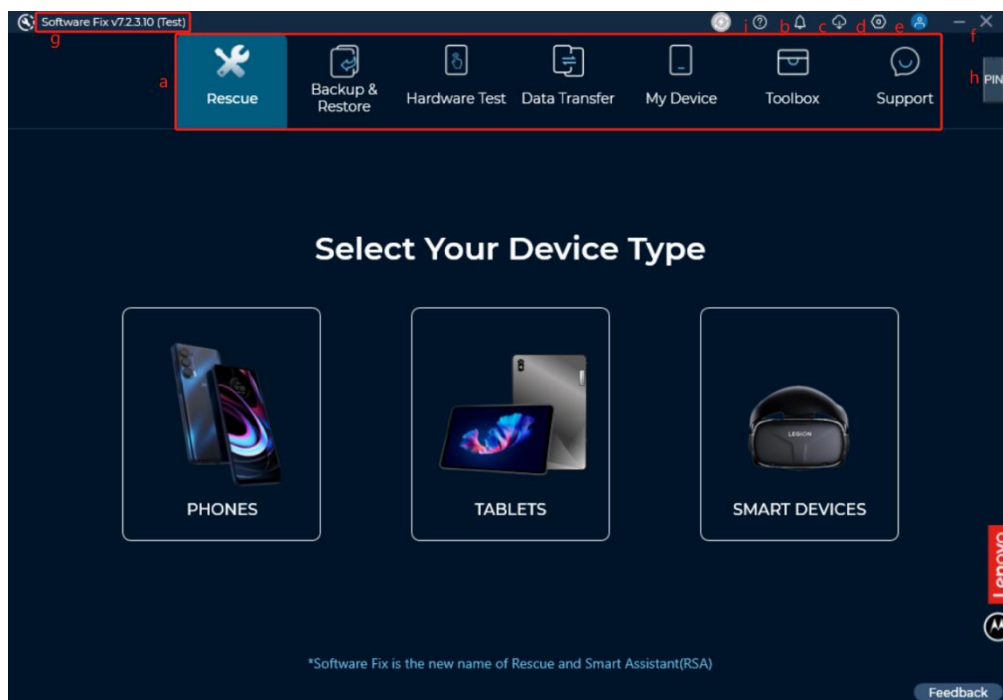 Software Fix v7.2.3.10 (Test)
i b c d e f
g
a
h
PIN
Rescue
Backup &
Restore
Hardware Test
Data Transfer
My Device
Toolbox
Support
Select Your Device Type
LEGION
PHONES
TABLETS
SMART DEVICES
Lenovo
*Software Fix is the new name of Rescue and Smart Assistant(RSA)
Feedback